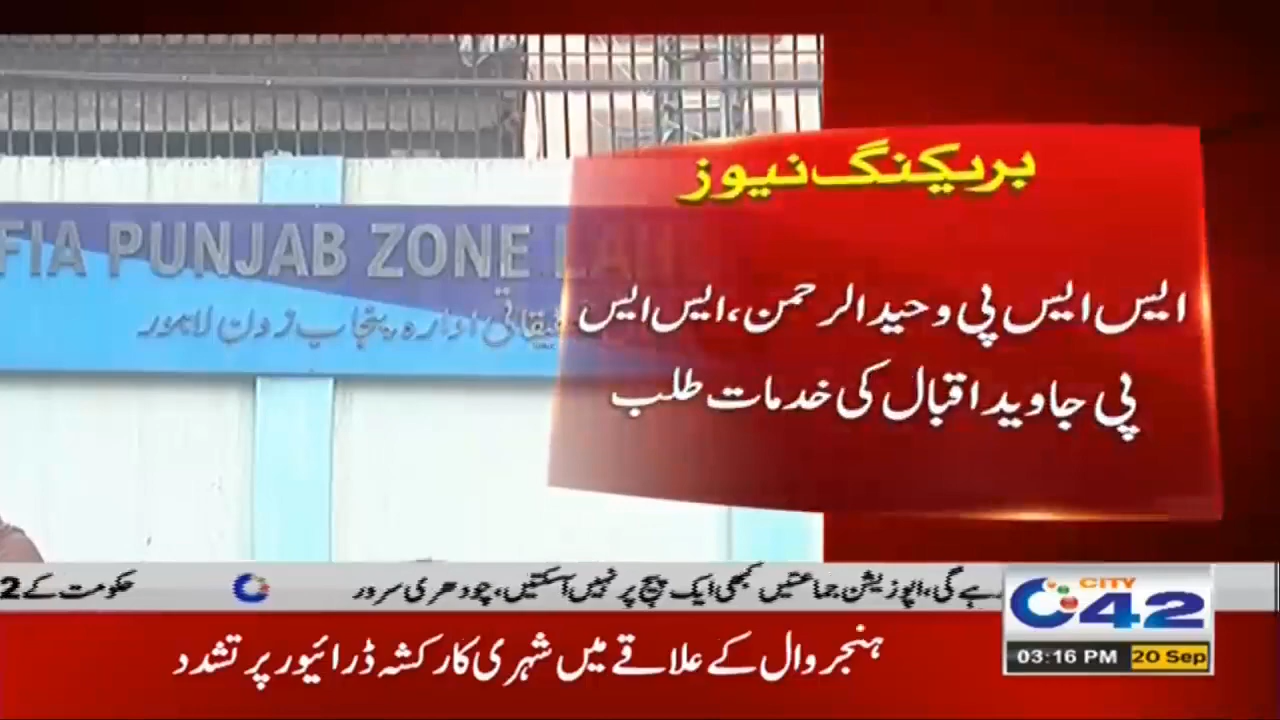 بریکنگ نیوز
ایس ایس پی وحید الرحمن، ایس ایس
پی جاوید اقبال کی خدمات طلب
FIA PUNJAB ZONE
ادارہ پنجاب زون لاہور
ہے گی، اپوزیشن جماعتیں کبھی ایک پیج پر نہیں آسکتیں، چودھری سرور
حکومت کے 2
CITY
42
03:16 PM 20 Sep
ہنجروال کے علاقے میں شہری کا رکشہ ڈرائیور پر تشدد